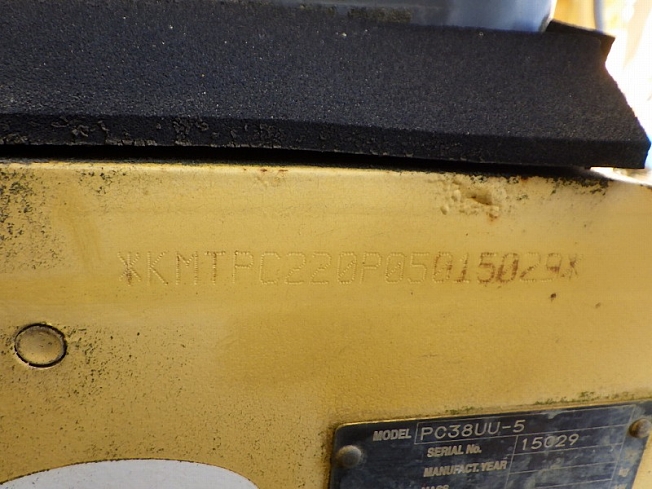 *KMTPC220P05015029*
MODEL PC38UU-5
SERIAL No. 15029
MANUFACT.YEAR